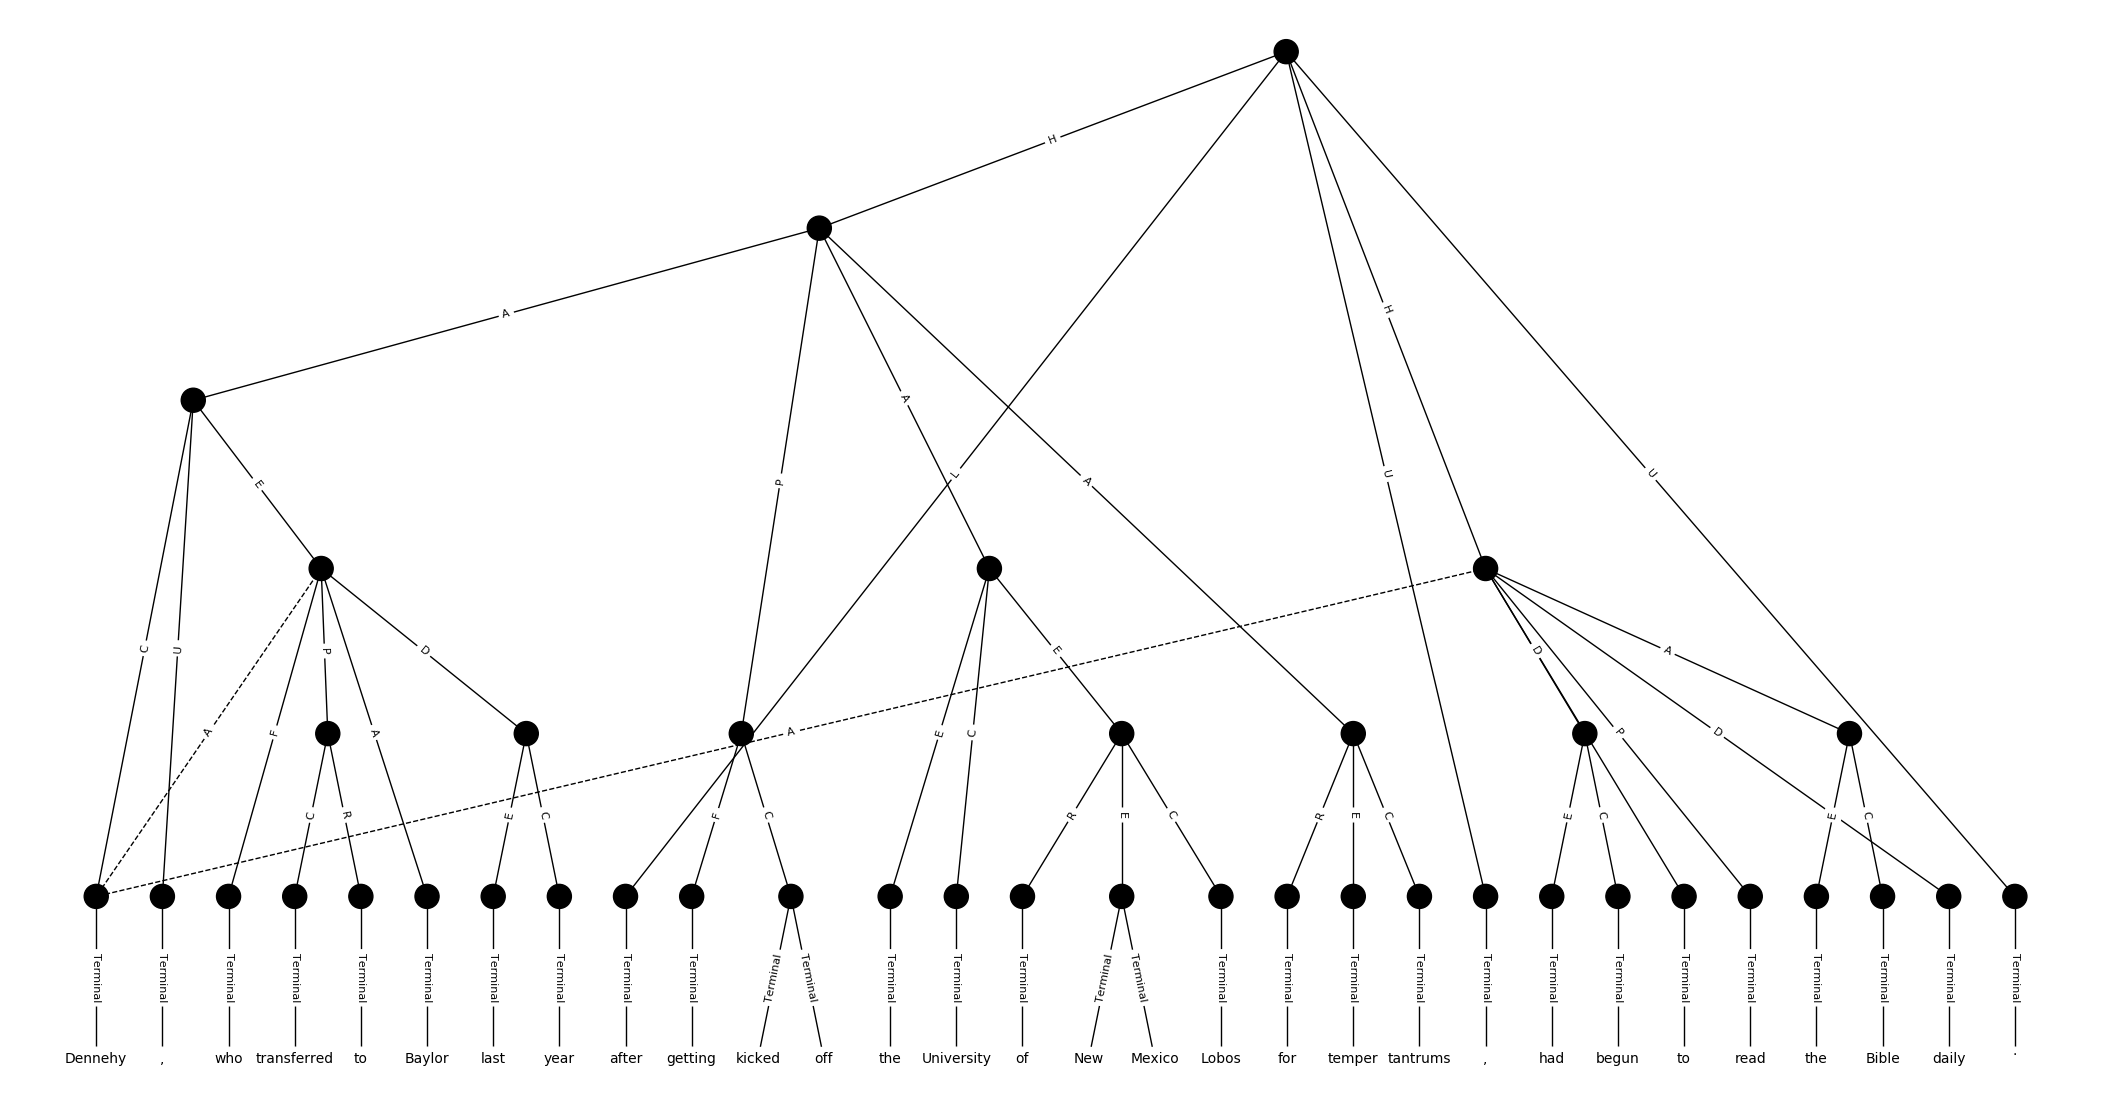 H
A
H
A
P
L
A
U
U
E
C
U
P
D
E
D
A
A
F
A
E
C
A
P
D
C
R
E
C
F
C
R
E
C
R
E
C
E
C
E
C
Terminal Terminal Terminal Terminal Terminal Terminal Terminal Terminal Terminal Terminal Terminal Terminal Terminal Terminal Terminal Terminal Terminal Terminal Terminal Terminal Terminal Terminal Terminal Terminal Terminal Terminal Terminal Terminal Terminal Terminal
Dennehy , who transferred to Baylor last year after getting kicked off the University of New Mexico Lobos for temper tantrums , had begun to read the Bible daily .